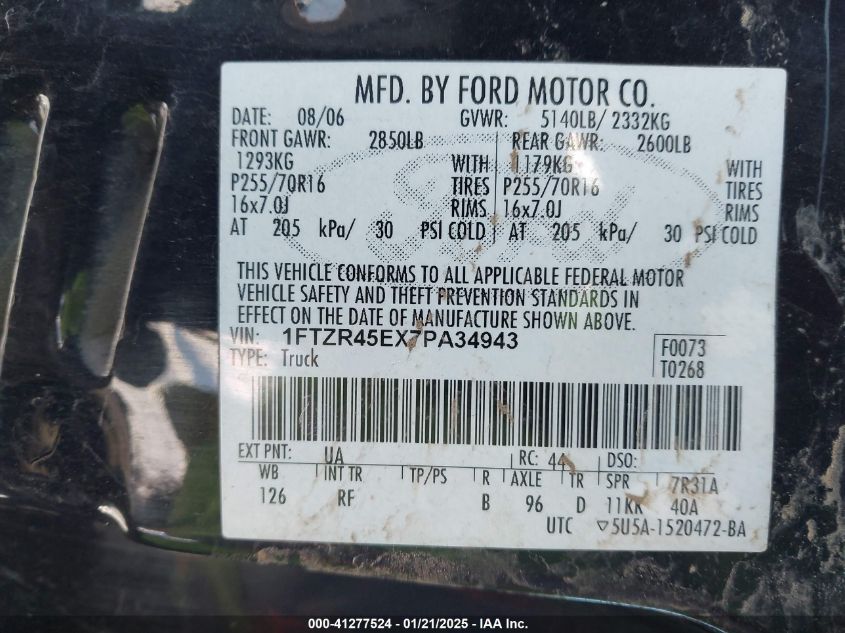 MFD. BY FORD MOTOR CO.
DATE: 08/06 GVWR: 5140LB/ 2332KG
FRONT GAWR: 2850LB REAR GAWR: 2600LB
1293KG WITH 1179KG WITH
P255/70R16 TIRES P255/70R16 TIRES
16x7.0J RIMS 16x7.0J RIMS
AT 205 kPa/ 30 PSI COLD AT 205 kPa/ 30 PSI COLD
THIS VEHICLE CONFORMS TO ALL APPLICABLE FEDERAL MOTOR
VEHICLE SAFETY AND THEFT PREVENTION STANDARDS IN
EFFECT ON THE DATE OF MANUFACTURE SHOWN ABOVE.
VIN: 1FTZR45EX7PA34943 F0073
TYPE: Truck T0268
EXT PNT: UA RC: 44 DSO:
WB INT TR TP/PS R AXLE TR SPR 7R31A
126 RF B 96 D 11KK 40A
UTC ▽5U5A-1520472-BA
Ford
000-41277524 | 01/21/2025 | IAA Inc.